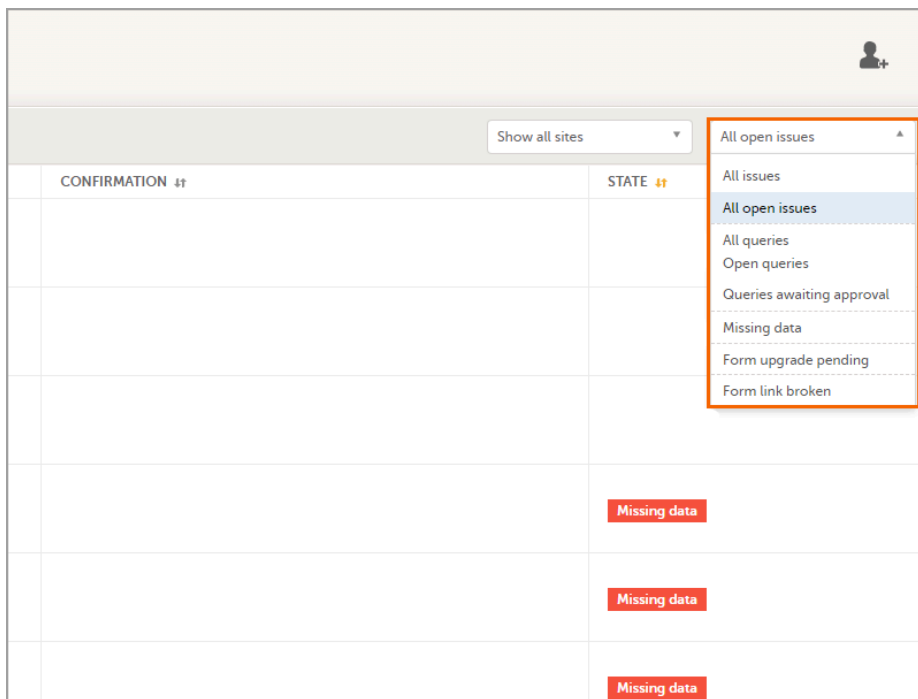 Show all sites
All open issues
CONFIRMATION
STATE
All issues
All open issues
All queries
Open queries
Queries awaiting approval
Missing data
Form upgrade pending
Form link broken
Missing data
Missing data
Missing data